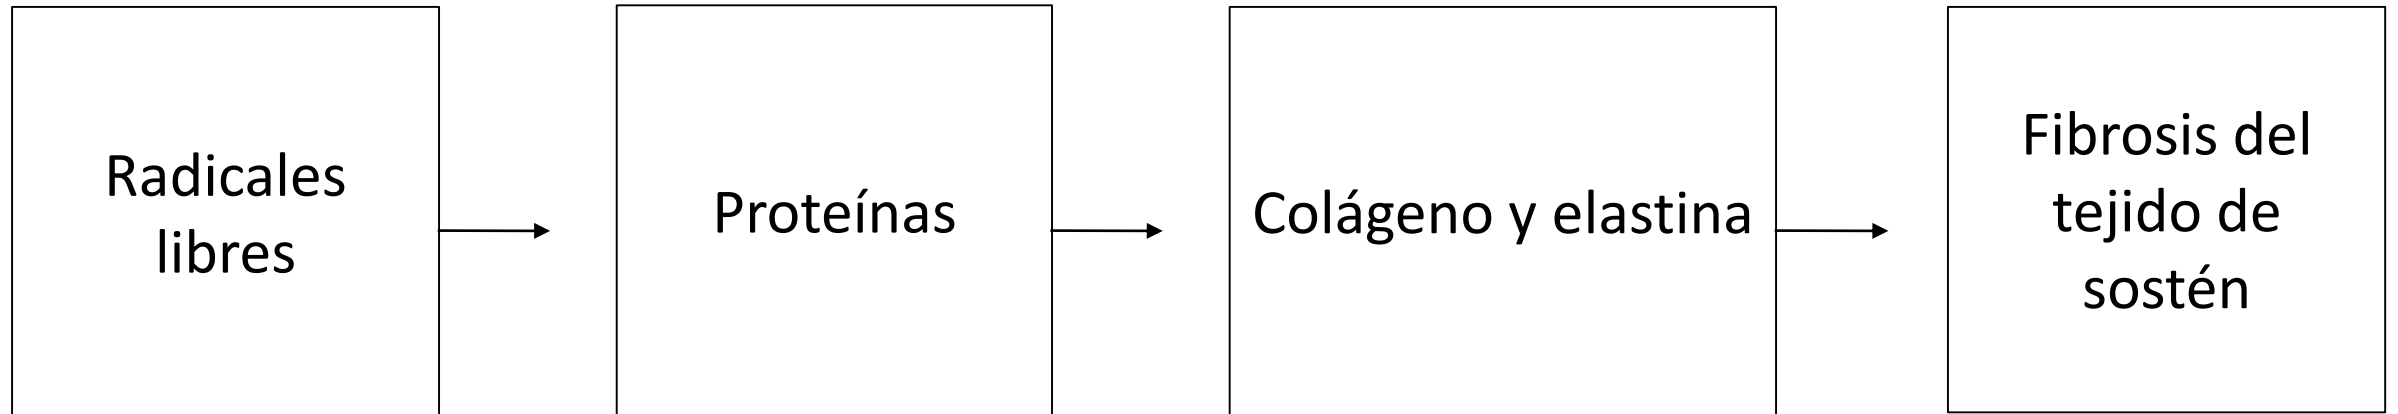 Radicales
libres
Proteínas
Colágeno y elastina
Fibrosis del
tejido de
sostén